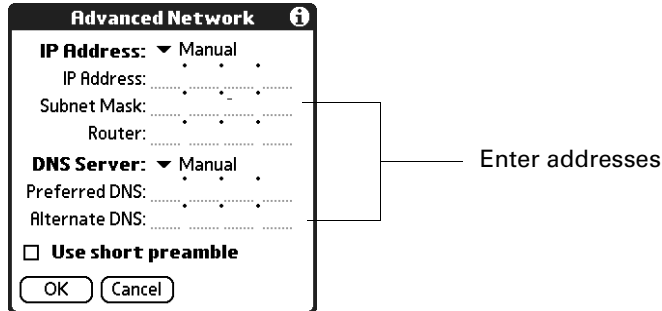 Advanced Network
IP Address: Manual
IP Address:
Subnet Mask:
Router:
DNS Server: Manual
Preferred DNS:
Alternate DNS:
Use short preamble
OK Cancel
Enter addresses